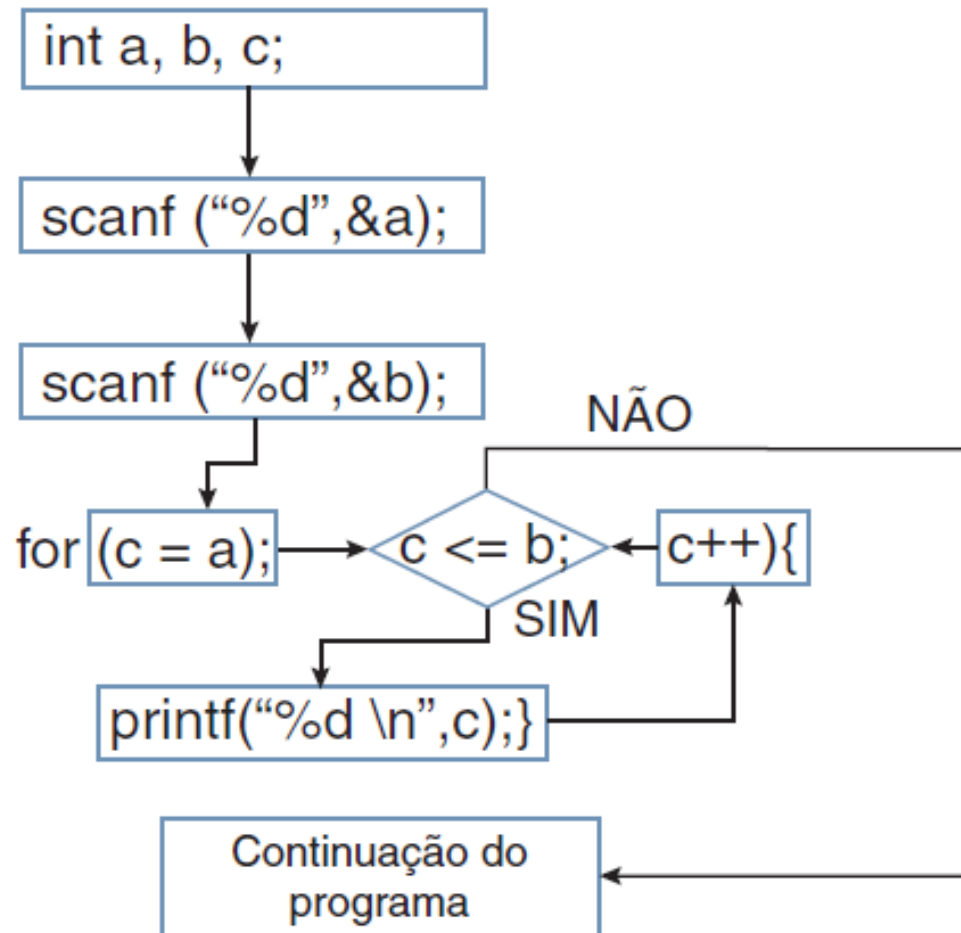 int a, b, c;
scanf (“%d”,&a);
scanf (“%d”,&b);
NÃO
for (c = a); c <= b; c++){
SIM
printf(“%d \n”,c);}
Continuação do
programa